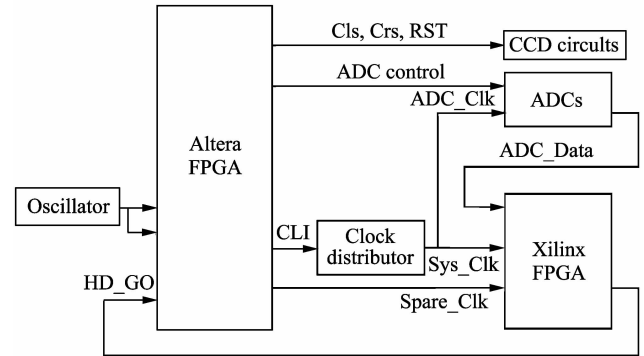 Cls, Crs, RST
CCD circults
ADC control
ADC_Clk
ADCs
Altera
FPGA
ADC_Data
Oscillator
CLI
Clock
distributor
Sys_Clk
Xilinx
FPGA
HD_GO
Spare_Clk